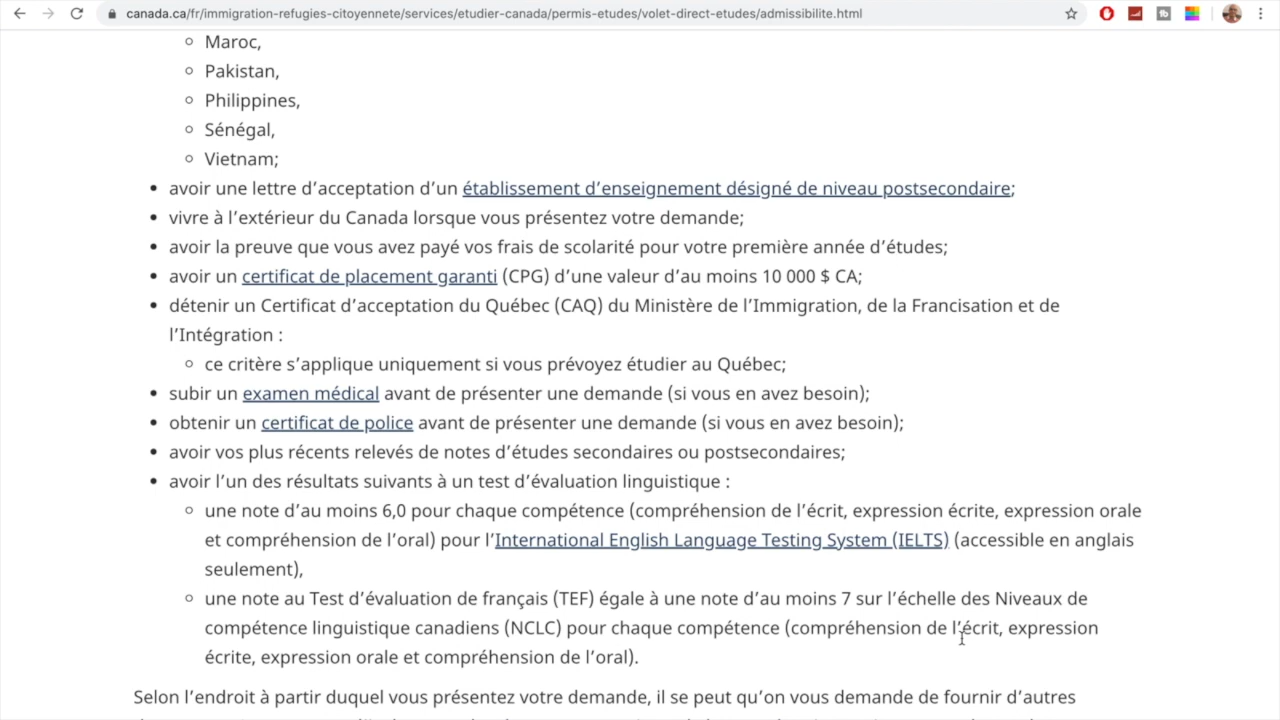 canada.ca/fr/immigration-refugies-citoyennete/services/etudier-canada/permis-etudes/volet-direct-etudes/admissibilite.html
Maroc,
Pakistan,
Philippines,
Sénégal,
Vietnam;
avoir une lettre d’acceptation d’un établissement d’enseignement désigné de niveau postsecondaire;
vivre à l’extérieur du Canada lorsque vous présentez votre demande;
avoir la preuve que vous avez payé vos frais de scolarité pour votre première année d’études;
avoir un certificat de placement garanti (CPG) d’une valeur d’au moins 10 000 $ CA;
détenir un Certificat d’acceptation du Québec (CAQ) du Ministère de l’Immigration, de la Francisation et de
l’Intégration :
ce critère s’applique uniquement si vous prévoyez étudier au Québec;
subir un examen médical avant de présenter une demande (si vous en avez besoin);
obtenir un certificat de police avant de présenter une demande (si vous en avez besoin);
avoir vos plus récents relevés de notes d’études secondaires ou postsecondaires;
avoir l’un des résultats suivants à un test d’évaluation linguistique :
une note d’au moins 6,0 pour chaque compétence (compréhension de l’écrit, expression écrite, expression orale
et compréhension de l’oral) pour l’International English Language Testing System (IELTS) (accessible en anglais
seulement),
une note au Test d’évaluation de français (TEF) égale à une note d’au moins 7 sur l’échelle des Niveaux de
compétence linguistique canadiens (NCLC) pour chaque compétence (compréhension de l’écrit, expression
écrite, expression orale et compréhension de l’oral).
Selon l’endroit à partir duquel vous présentez votre demande, il se peut qu’on vous demande de fournir d’autres